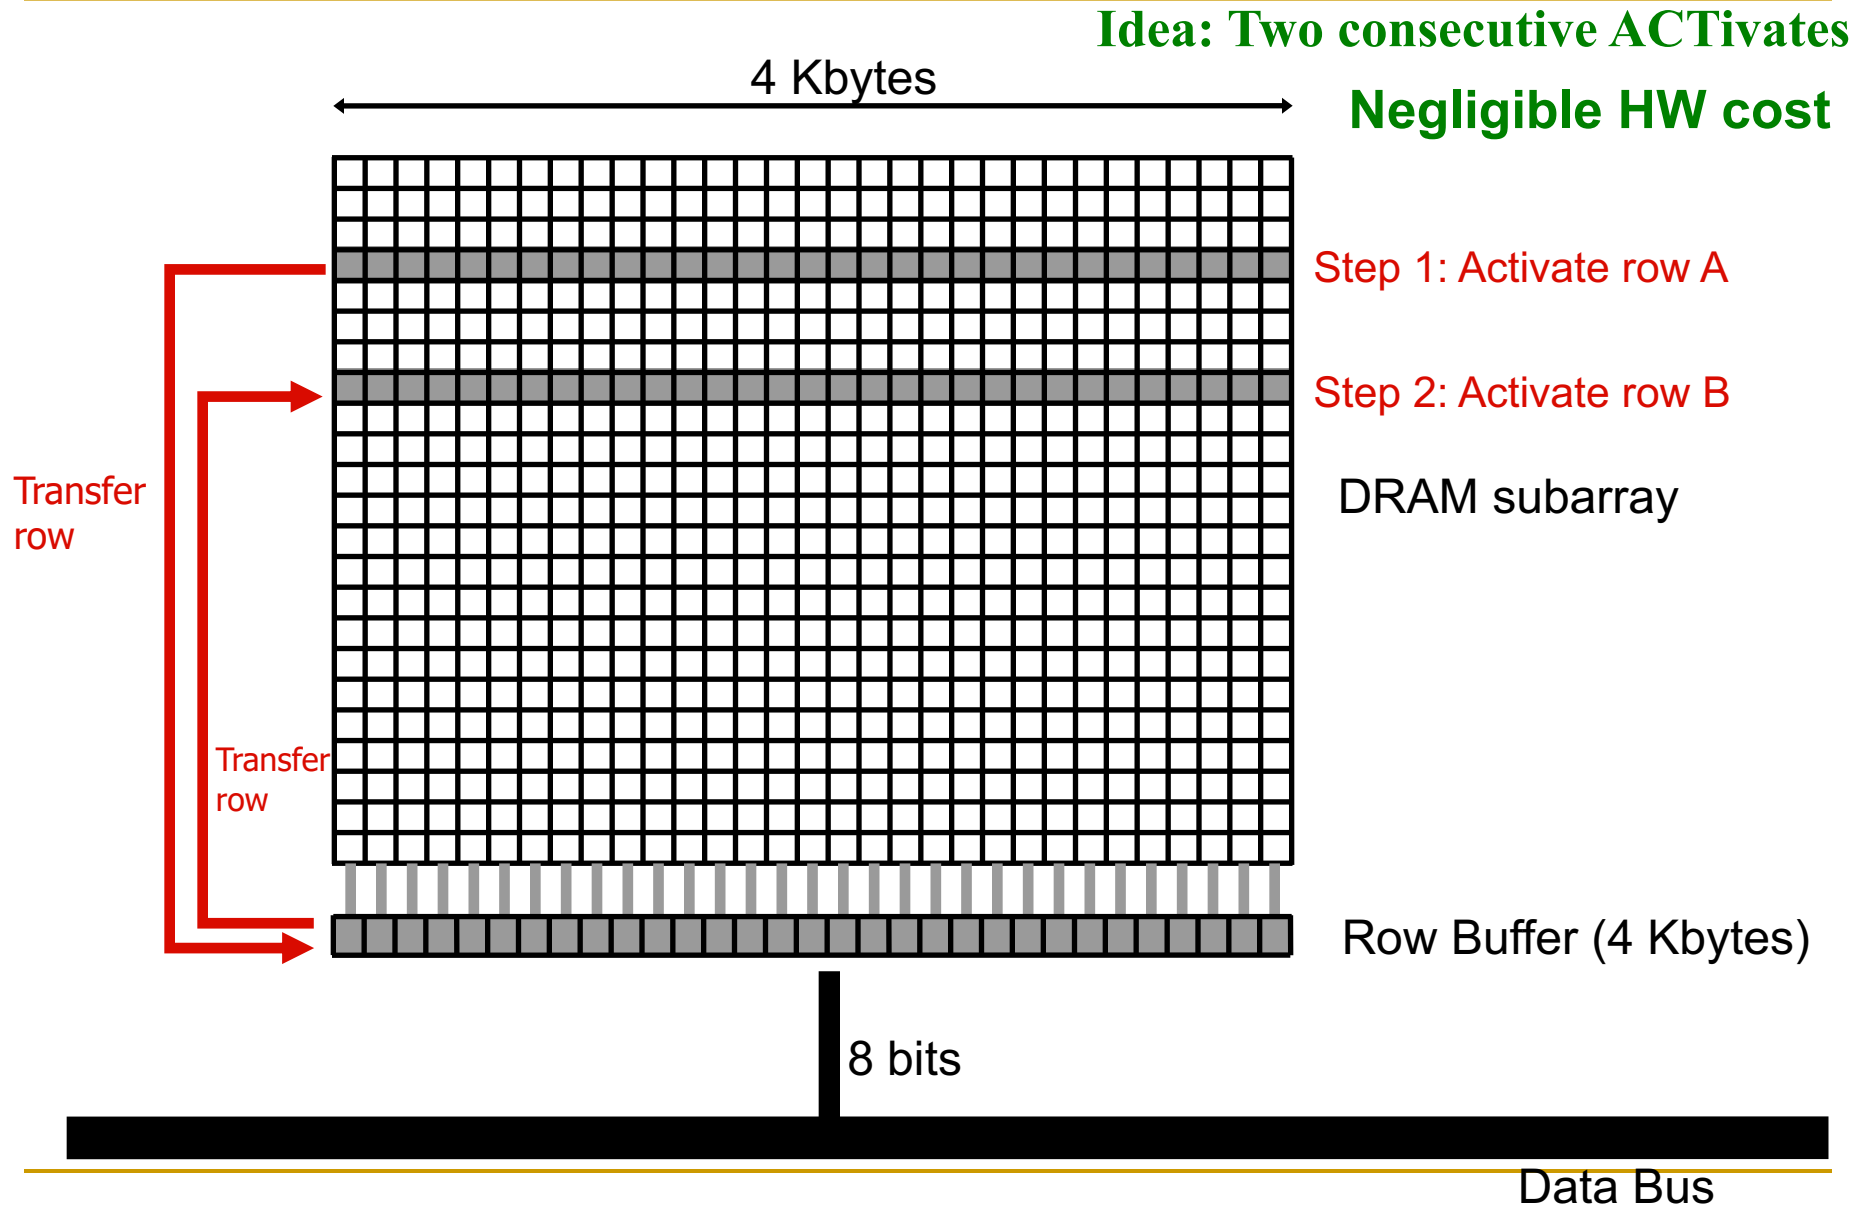 Idea: Two consecutive ACTivates
4 Kbytes
Negligible HW cost
Step 1: Activate row A
Step 2: Activate row B
Transfer
row
DRAM subarray
Transfer
row
Row Buffer (4 Kbytes)
8 bits
Data Bus